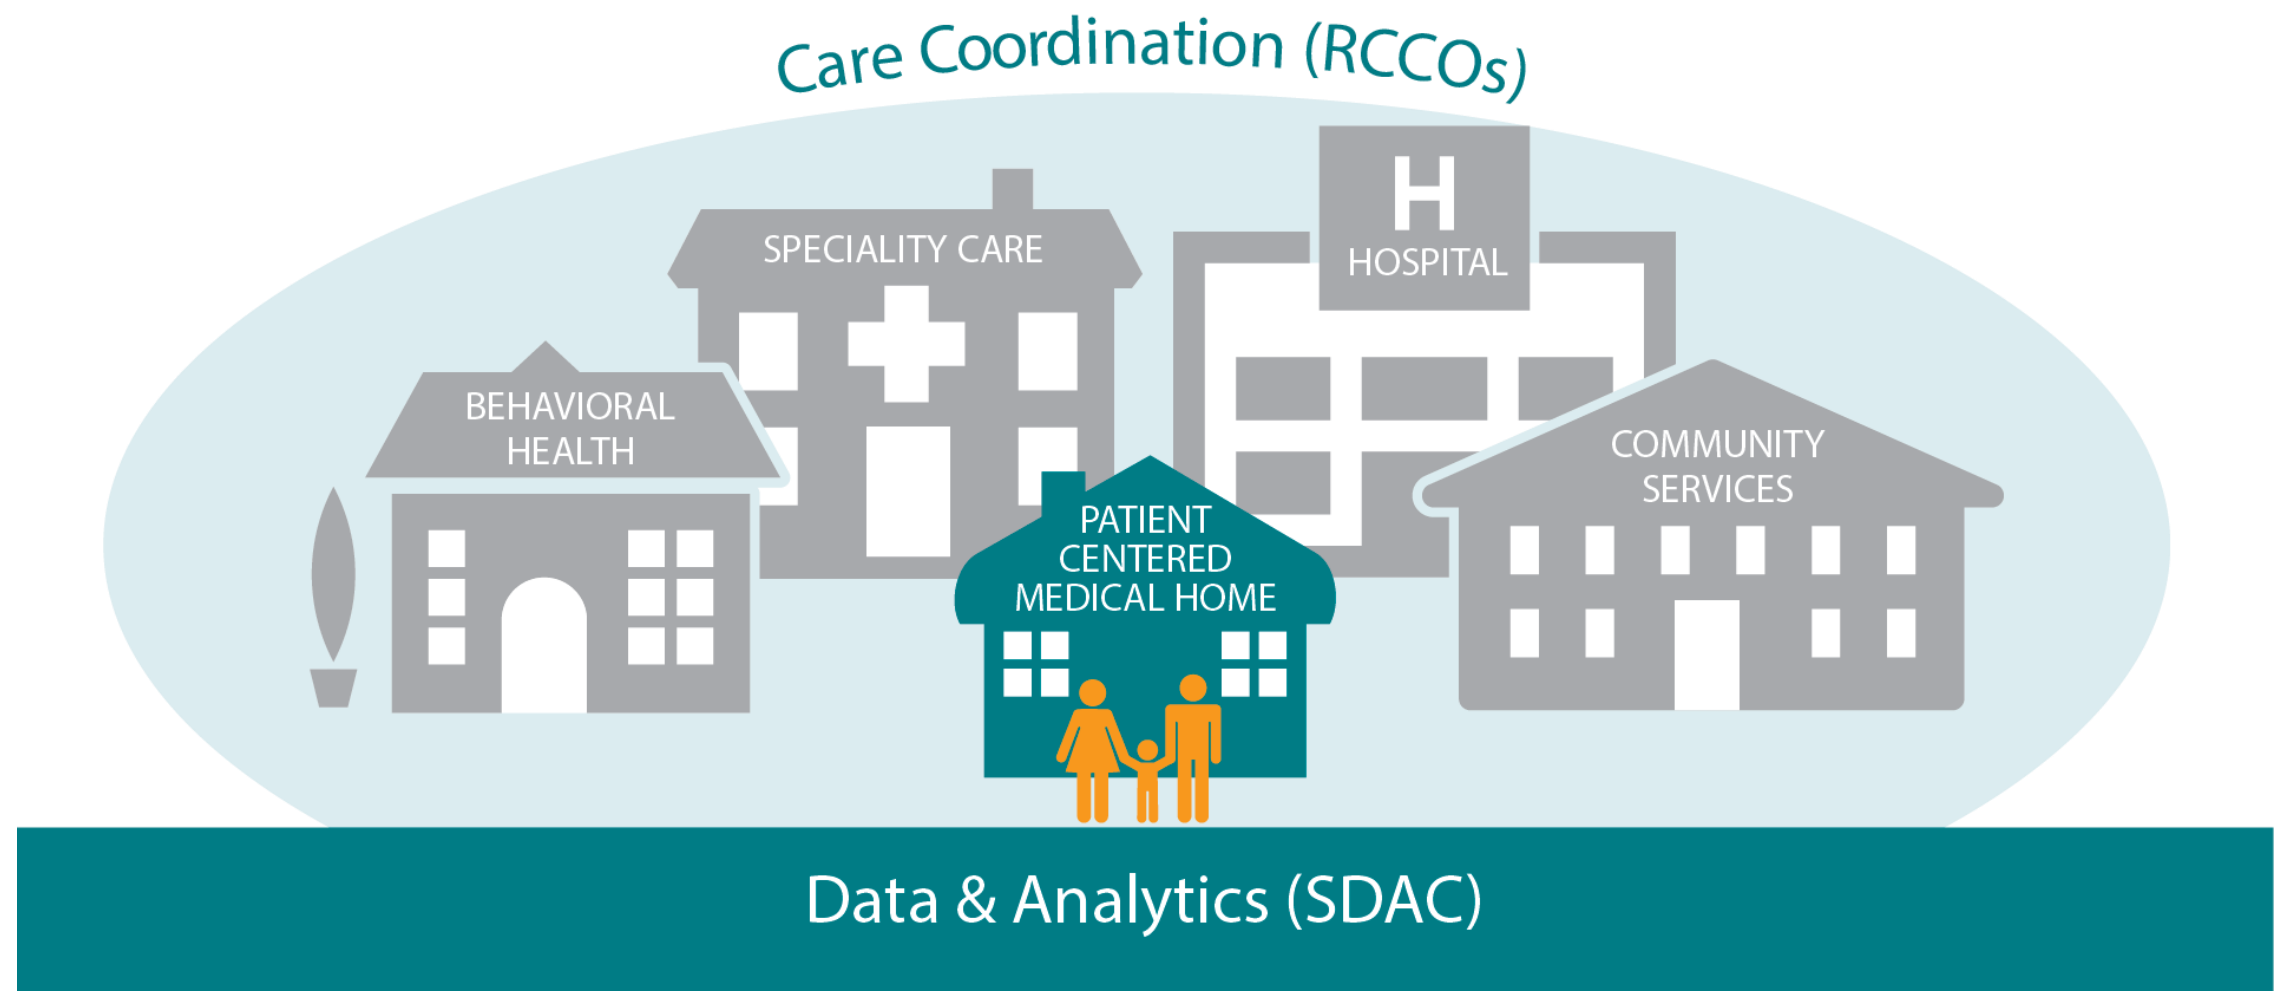 Care Coordination (RCCOs)
SPECIALITY CARE
H
HOSPITAL
BEHAVIORAL
HEALTH
COMMUNITY
SERVICES
PATIENT
CENTERED
MEDICAL HOME
Data & Analytics (SDAC)